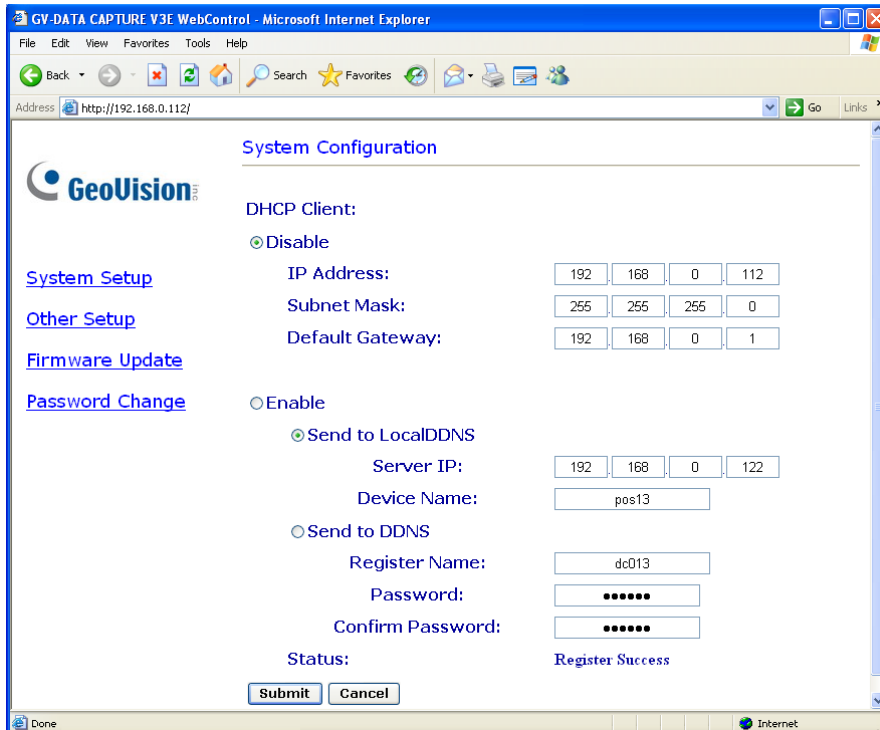 GV-DATA CAPTURE V3E WebControl - Microsoft Internet Explorer
File Edit View Favorites Tools Help
Back Search Favorites
Address http://192.168.0.112/ Go Links
GeoVision inc
System Setup
Other Setup
Firmware Update
Password Change
System Configuration
DHCP Client:
Disable
IP Address: 192 . 168 . 0 . 112
Subnet Mask: 255 . 255 . 255 . 0
Default Gateway: 192 . 168 . 0 . 1
Enable
Send to LocalDDNS
Server IP: 192 . 168 . 0 . 122
Device Name: pos13
Send to DDNS
Register Name: dc013
Password: ●●●●●●
Confirm Password: ●●●●●●
Status: Register Success
Submit Cancel
Done Internet